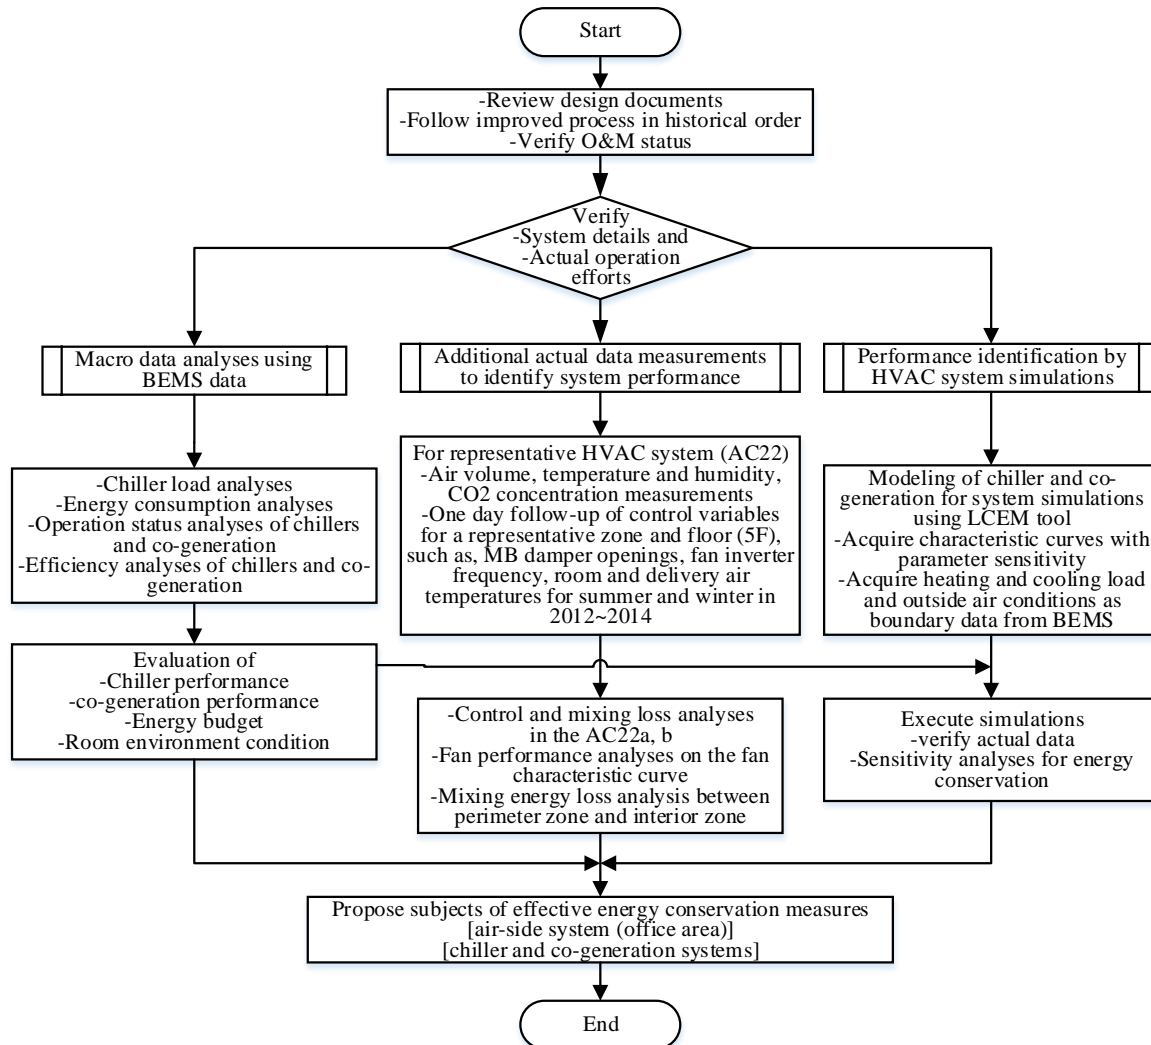 Start
-Review design documents
-Follow improved process in historical order
-Verify O&M status
Verify
-System details and
-Actual operation
efforts
Macro data analyses using
BEMS data
Additional actual data measurements
to identify system performance
Performance identification by
HVAC system simulations
-Chiller load analyses
-Energy consumption analyses
-Operation status analyses of chillers
and co-generation
-Efficiency analyses of chillers and co-
generation
For representative HVAC system (AC22)
-Air volume, temperature and humidity,
CO2 concentration measurements
-One day follow-up of control variables
for a representative zone and floor (5F),
such as, MB damper openings, fan inverter
frequency, room and delivery air
temperatures for summer and winter in
2012~2014
Modeling of chiller and co-
generation for system simulations
using LCEM tool
-Acquire characteristic curves with
parameter sensitivity
-Acquire heating and cooling load
and outside air conditions as
boundary data from BEMS
Evaluation of
-Chiller performance
-co-generation performance
-Energy budget
-Room environment condition
-Control and mixing loss analyses
in the AC22a, b
-Fan performance analyses on the fan
characteristic curve
-Mixing energy loss analysis between
perimeter zone and interior zone
Execute simulations
-verify actual data
-Sensitivity analyses for energy
conservation
Propose subjects of effective energy conservation measures
[air-side system (office area)]
[chiller and co-generation systems]
End